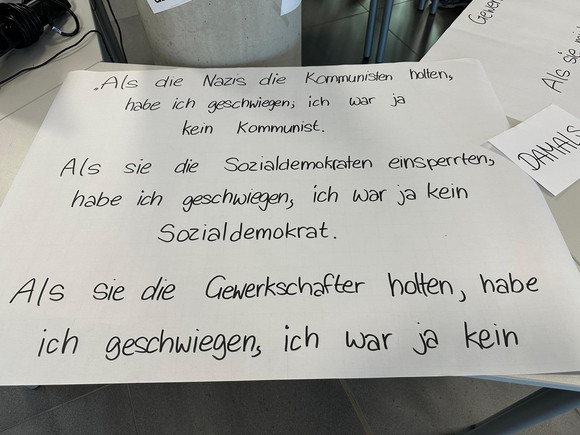 „Als die Nazis die Kommunisten holten,
habe ich geschwiegen; ich war ja
kein Kommunist.
Als sie die Sozialdemokraten einsperrten,
habe ich geschwiegen, ich war ja kein
Sozialdemokrat.
Als sie die Gewerkschafter holten, habe
ich geschwiegen, ich war ja kein
Als sie
DAMALS